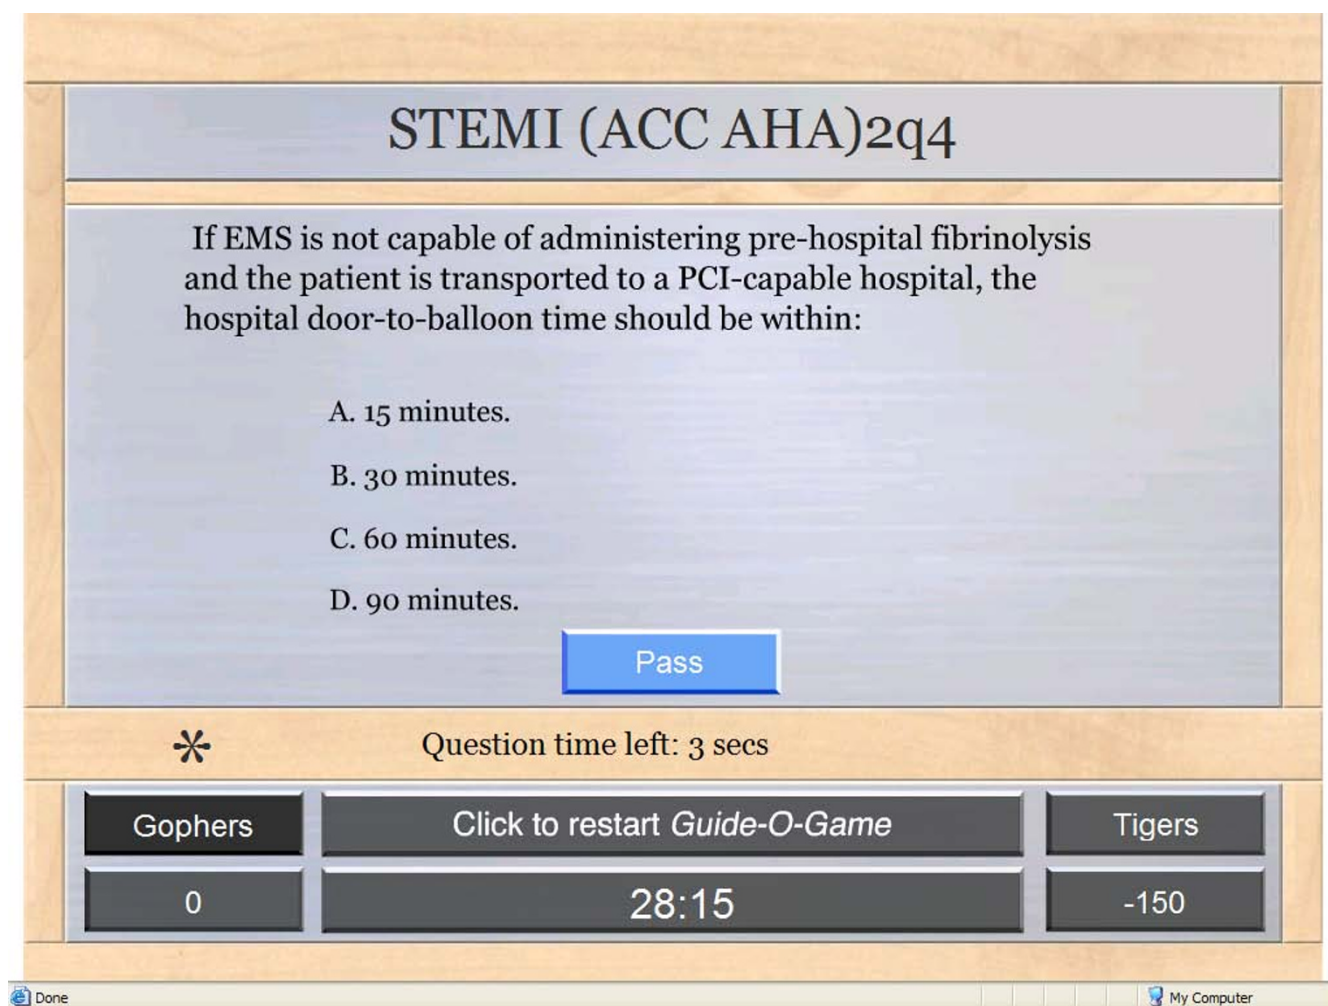 STEMI (ACC AHA)2q4
If EMS is not capable of administering pre-hospital fibrinolysis
and the patient is transported to a PCI-capable hospital, the
hospital door-to-balloon time should be within:
A. 15 minutes.
B. 30 minutes.
C. 60 minutes.
D. 90 minutes.
Pass
* Question time left: 3 secs
Gophers Click to restart Guide-O-Game Tigers
0 28:15 -150
Done My Computer